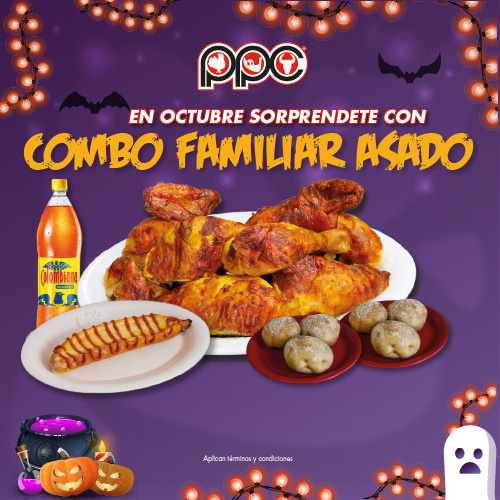 ppc
EN OCTUBRE SORPRENDETE CON
COMBO FAMILIAR ASADO
Colombiana
Aplican términos y condiciones